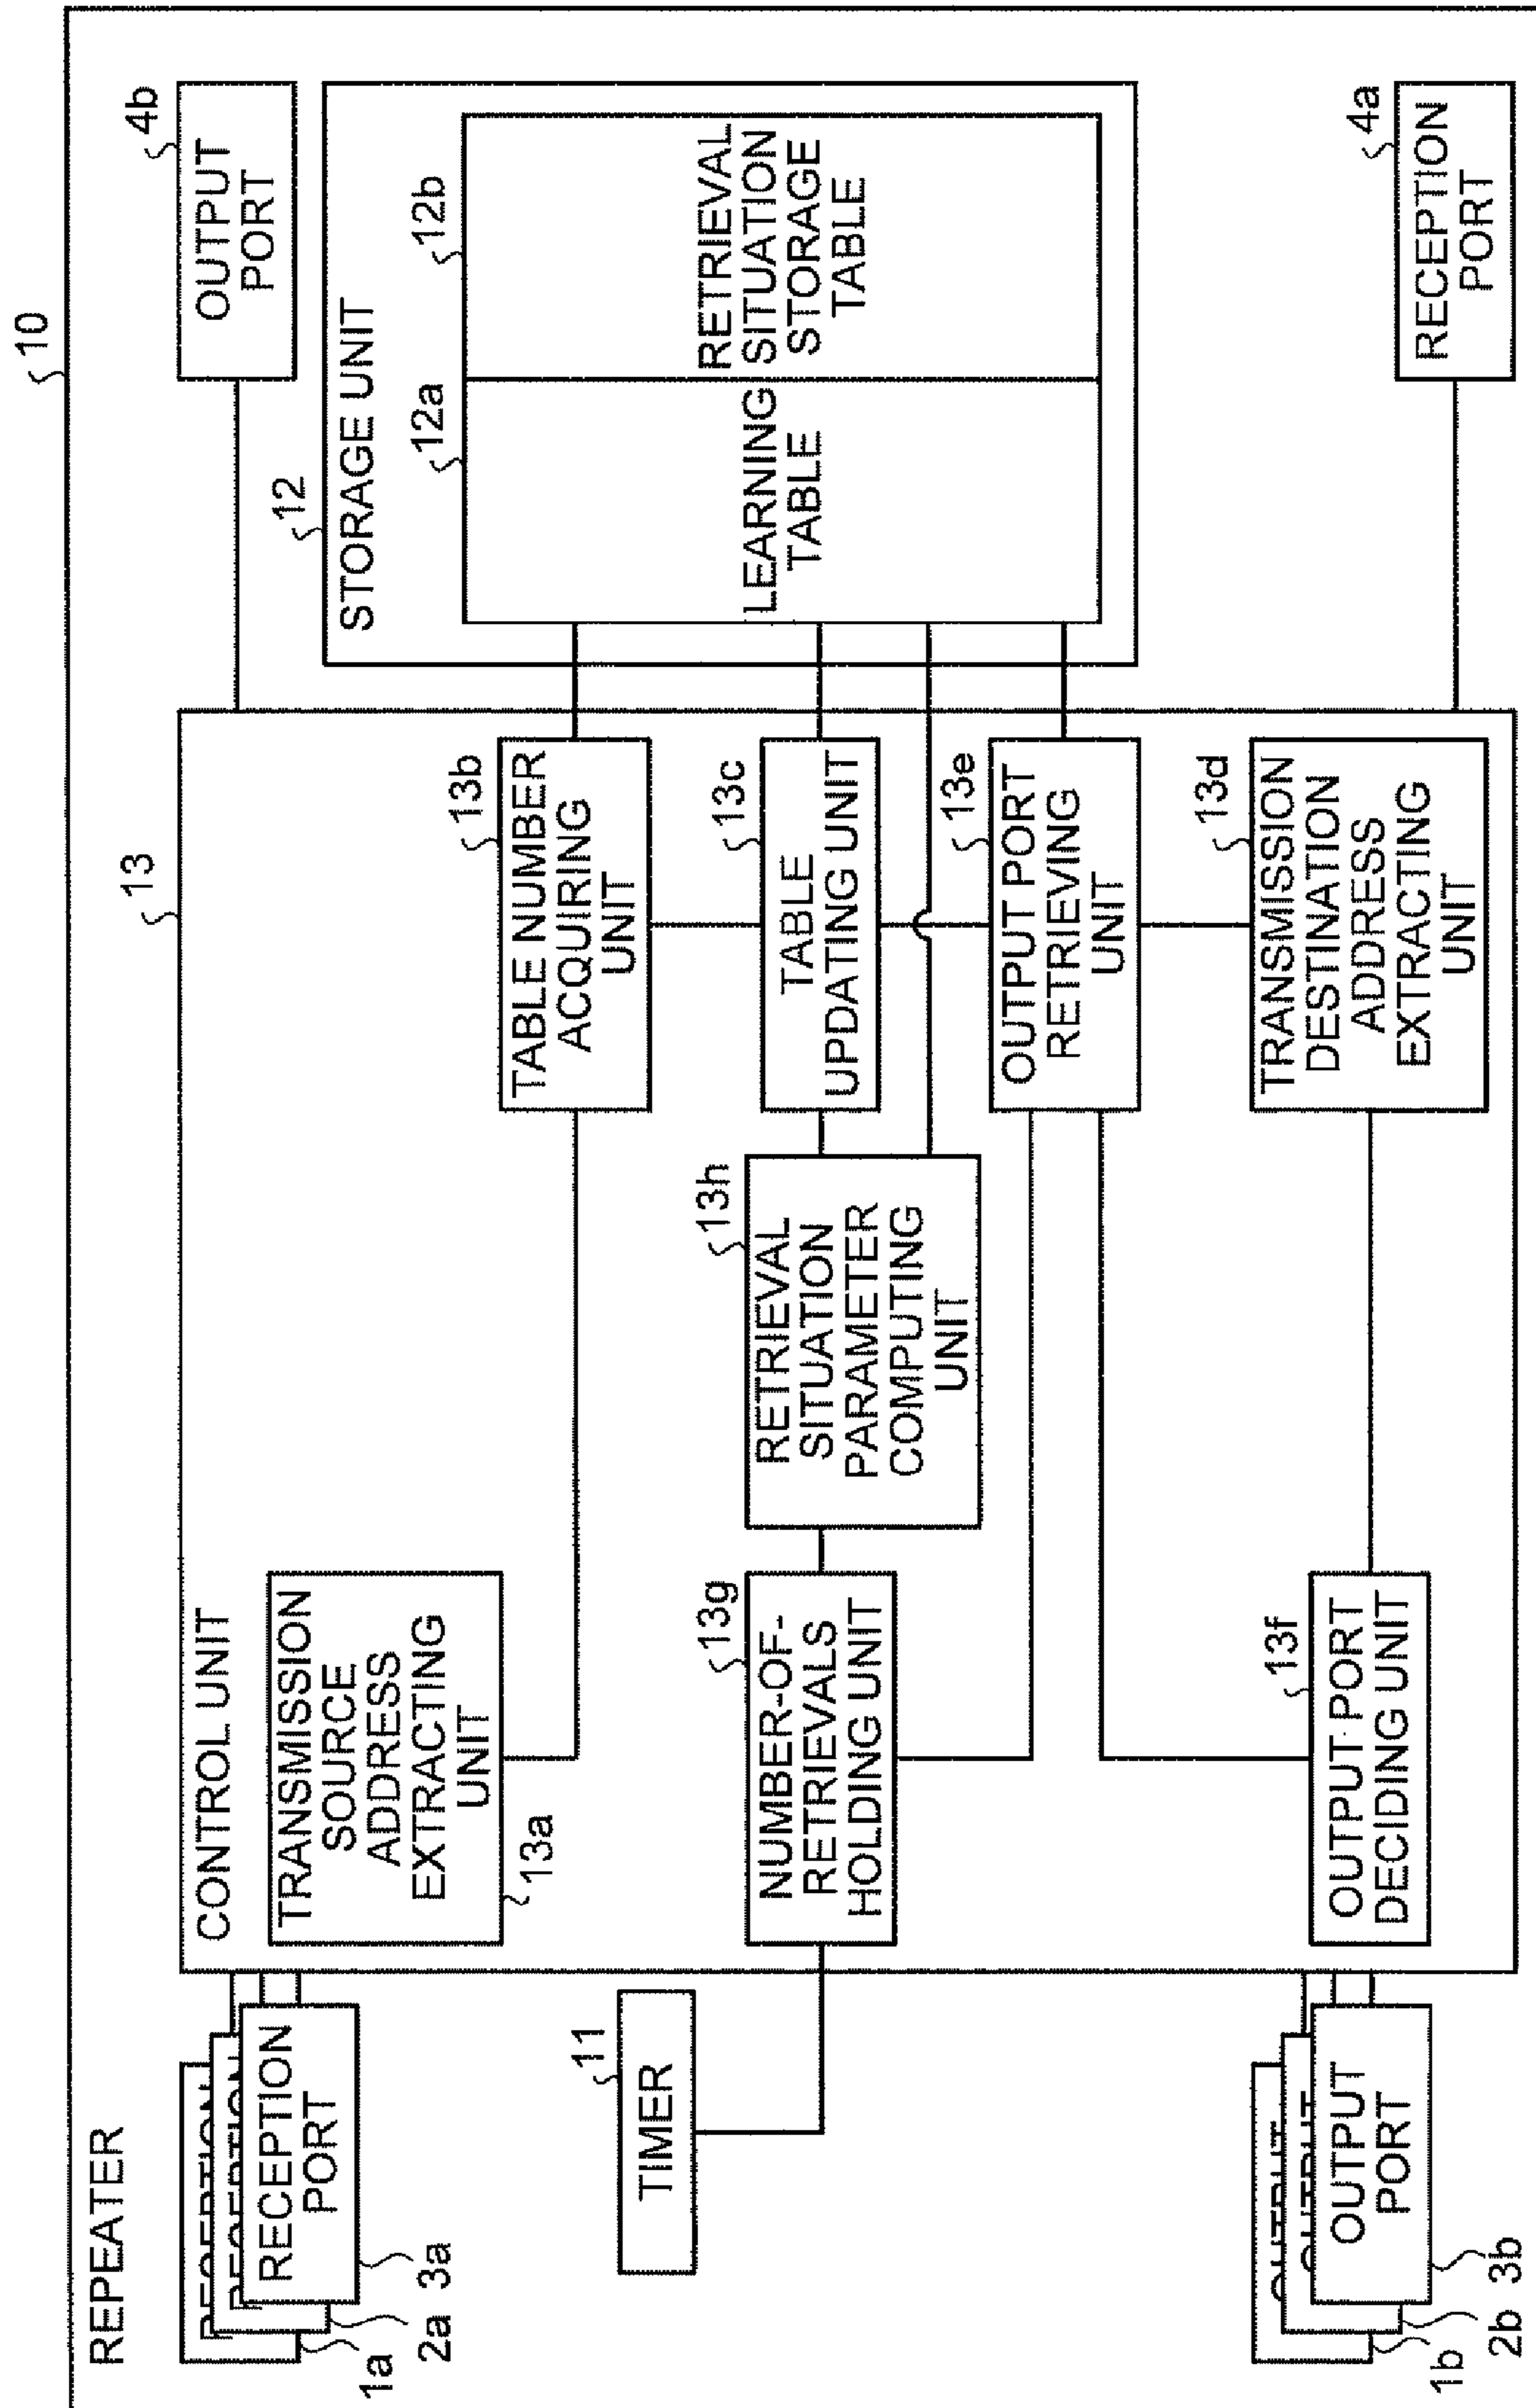 10
REPEATER
1a
2a
3a
RECEPTION
RECEPTION
RECEPTION
PORT
TIMER
11
1b
2b
3b
OUTPUT
OUTPUT
OUTPUT
PORT
13
CONTROL UNIT
TRANSMISSION
SOURCE
ADDRESS
EXTRACTING
UNIT
13a
TABLE NUMBER
ACQUIRING
UNIT
13b
NUMBER-OF-
RETRIEVALS
HOLDING UNIT
13g
RETRIEVAL
SITUATION
PARAMETER
COMPUTING
UNIT
13h
TABLE
UPDATING UNIT
13c
OUTPUT PORT
RETRIEVING
UNIT
13e
OUTPUT PORT
DECIDING UNIT
13f
TRANSMISSION
DESTINATION
ADDRESS
EXTRACTING
UNIT
13d
OUTPUT
PORT
4b
12
STORAGE UNIT
12a
LEARNING
TABLE
12b
RETRIEVAL
SITUATION
STORAGE
TABLE
4a
RECEPTION
PORT